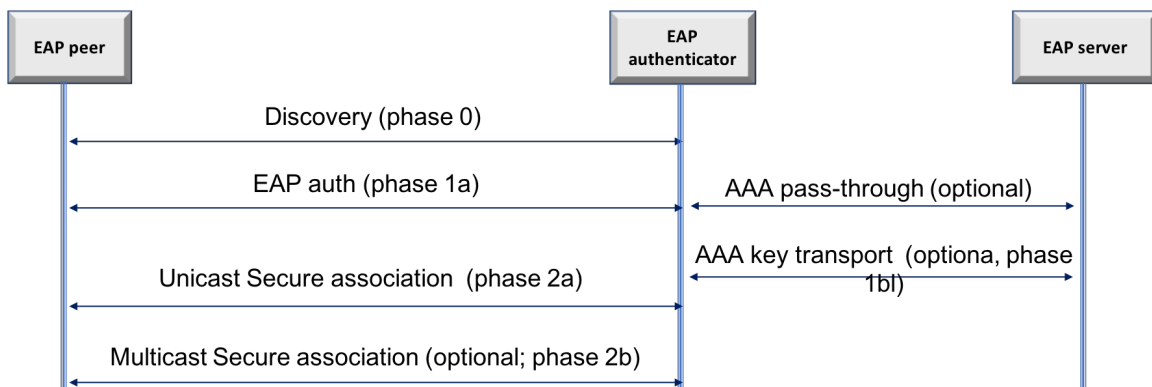 EAP peer
EAP
authenticator
EAP server
Discovery (phase 0)
EAP auth (phase 1a)
AAA pass-through (optional)
AAA key transport  (optiona, phase
1bl)
Unicast Secure association  (phase 2a)
Multicast Secure association (optional; phase 2b)